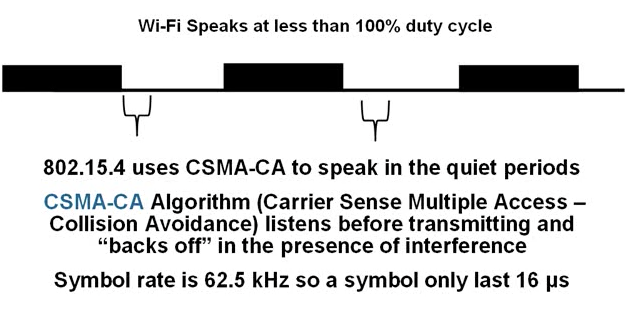 Wi-Fi Speaks at less than 100% duty cycle
802.15.4 uses CSMA-CA to speak in the quiet periods
CSMA-CA Algorithm (Carrier Sense Multiple Access –
Collision Avoidance) listens before transmitting and
“backs off” in the presence of interference
Symbol rate is 62.5 kHz so a symbol only last 16 µs